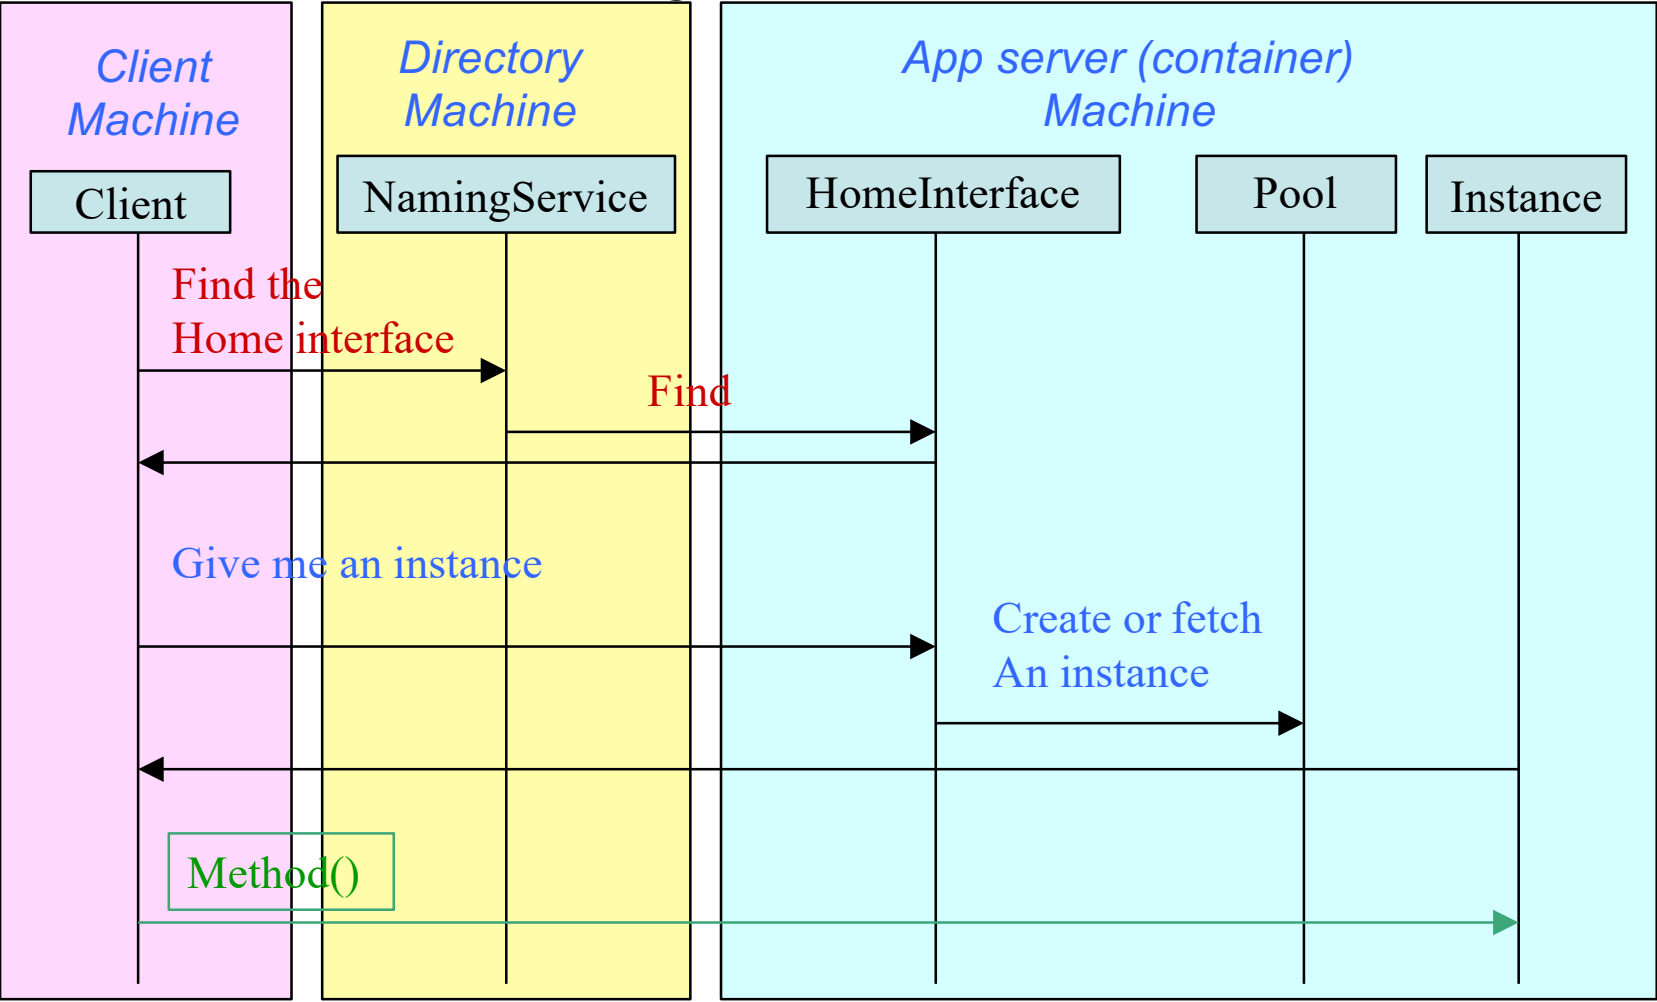 Client
Machine
Directory
Machine
App server (container)
Machine
Client
NamingService
HomeInterface
Pool
Instance
Find the
Home interface
Find
Give me an instance
Create or fetch
An instance
Method()